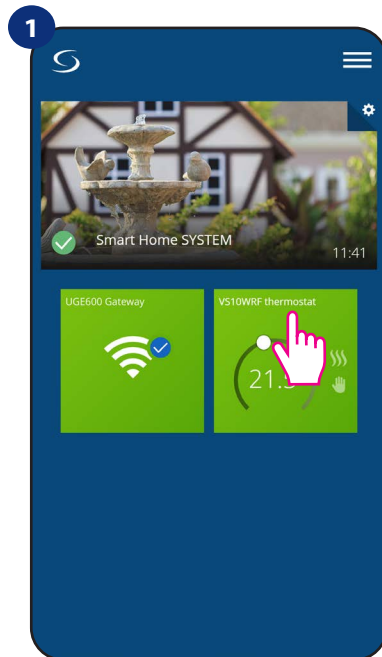 1
Smart Home SYSTEM
11:41
UGE600 Gateway
VS10WRF thermostat